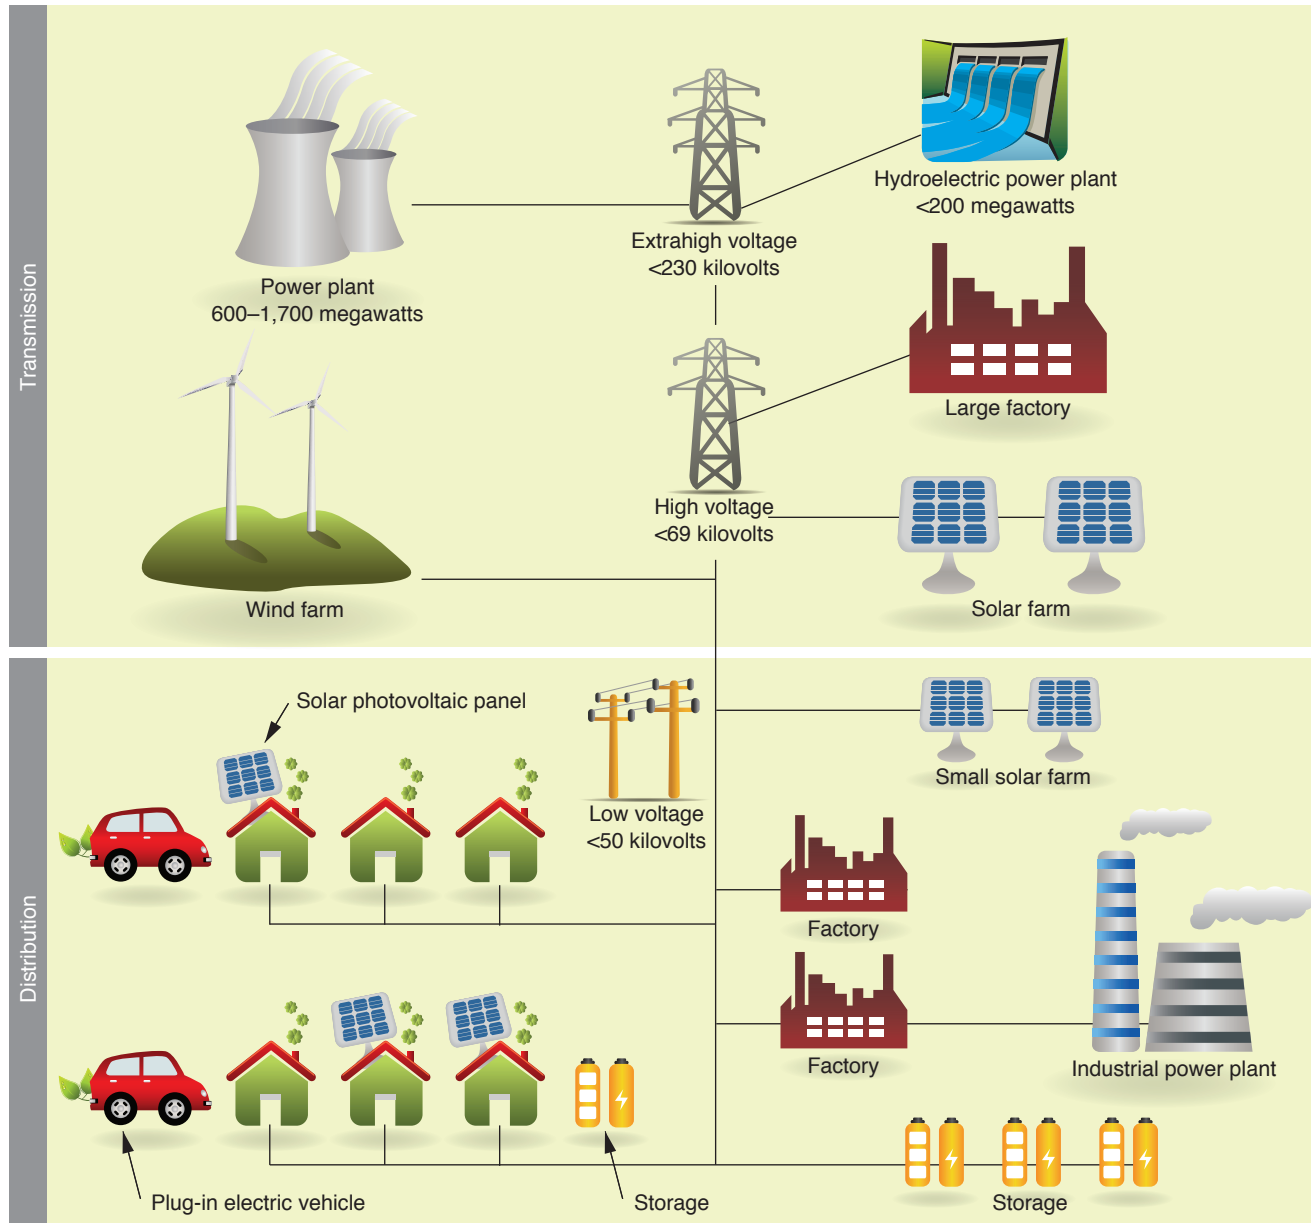 Transmission
Hydroelectric power plant
<200 megawatts
Extrahigh voltage
<230 kilovolts
Power plant
600–1,700 megawatts
Large factory
High voltage
<69 kilovolts
Wind farm
Solar farm
Distribution
Solar photovoltaic panel
Small solar farm
Low voltage
<50 kilovolts
Factory
Factory
Industrial power plant
Plug-in electric vehicle
Storage
Storage